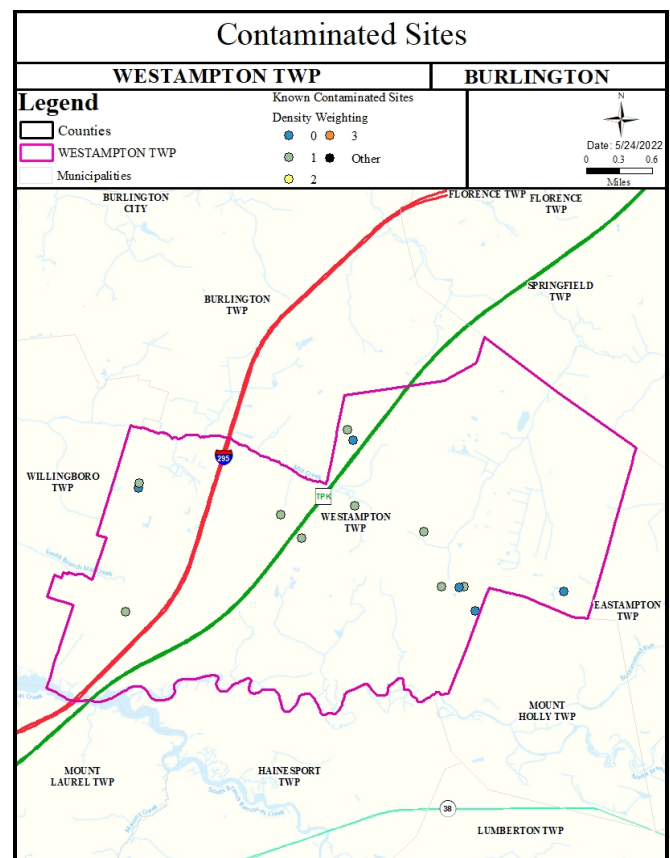 Contaminated Sites
WESTAMPTON TWP
BURLINGTON
Legend
Counties
WESTAMPTON TWP
Municipalities
Known Contaminated Sites
Density Weighting
0 3
1 Other
2
N
Date: 5/24/2022
0 0.3 0.6
Miles
BURLINGTON
CITY
FLORENCE TWP
FLORENCE
TWP
BURLINGTON
TWP
SPRINGFIELD
TWP
295
WILLINGBORO
TWP
Mill Creek
TPK
WESTAMPTON
TWP
EASTAMPTON
TWP
MOUNT
HOLLY TWP
MOUNT
LAUREL TWP
HAINESPORT
TWP
38
LUMBERTON TWP